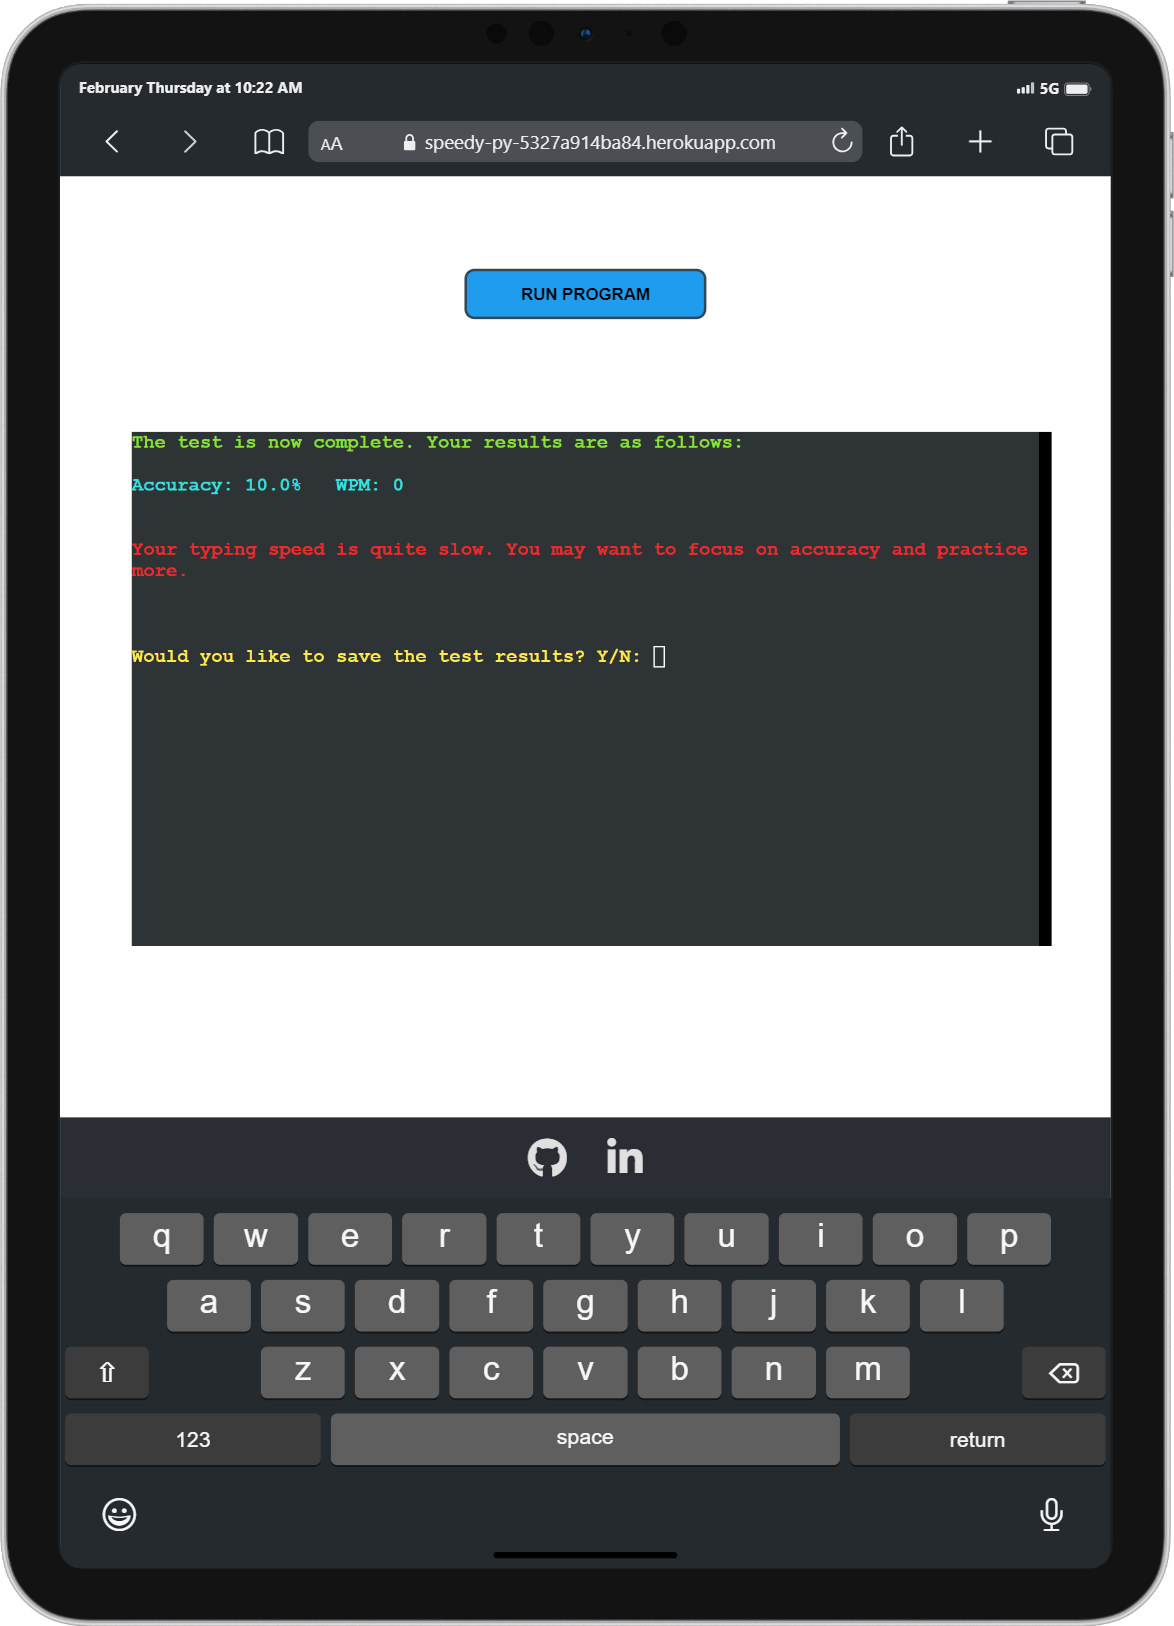 February Thursday at 10:22 AM
5G
AA
speedy-py-5327a914ba84.herokuapp.com
RUN PROGRAM
The test is now complete. Your results are as follows:
Accuracy: 10.0%   WPM: 0
Your typing speed is quite slow. You may want to focus on accuracy and practice
more.
Would you like to save the test results? Y/N:
in
q w e r t y u i o p
a s d f g h j k l
z x c v b n m
123 space return